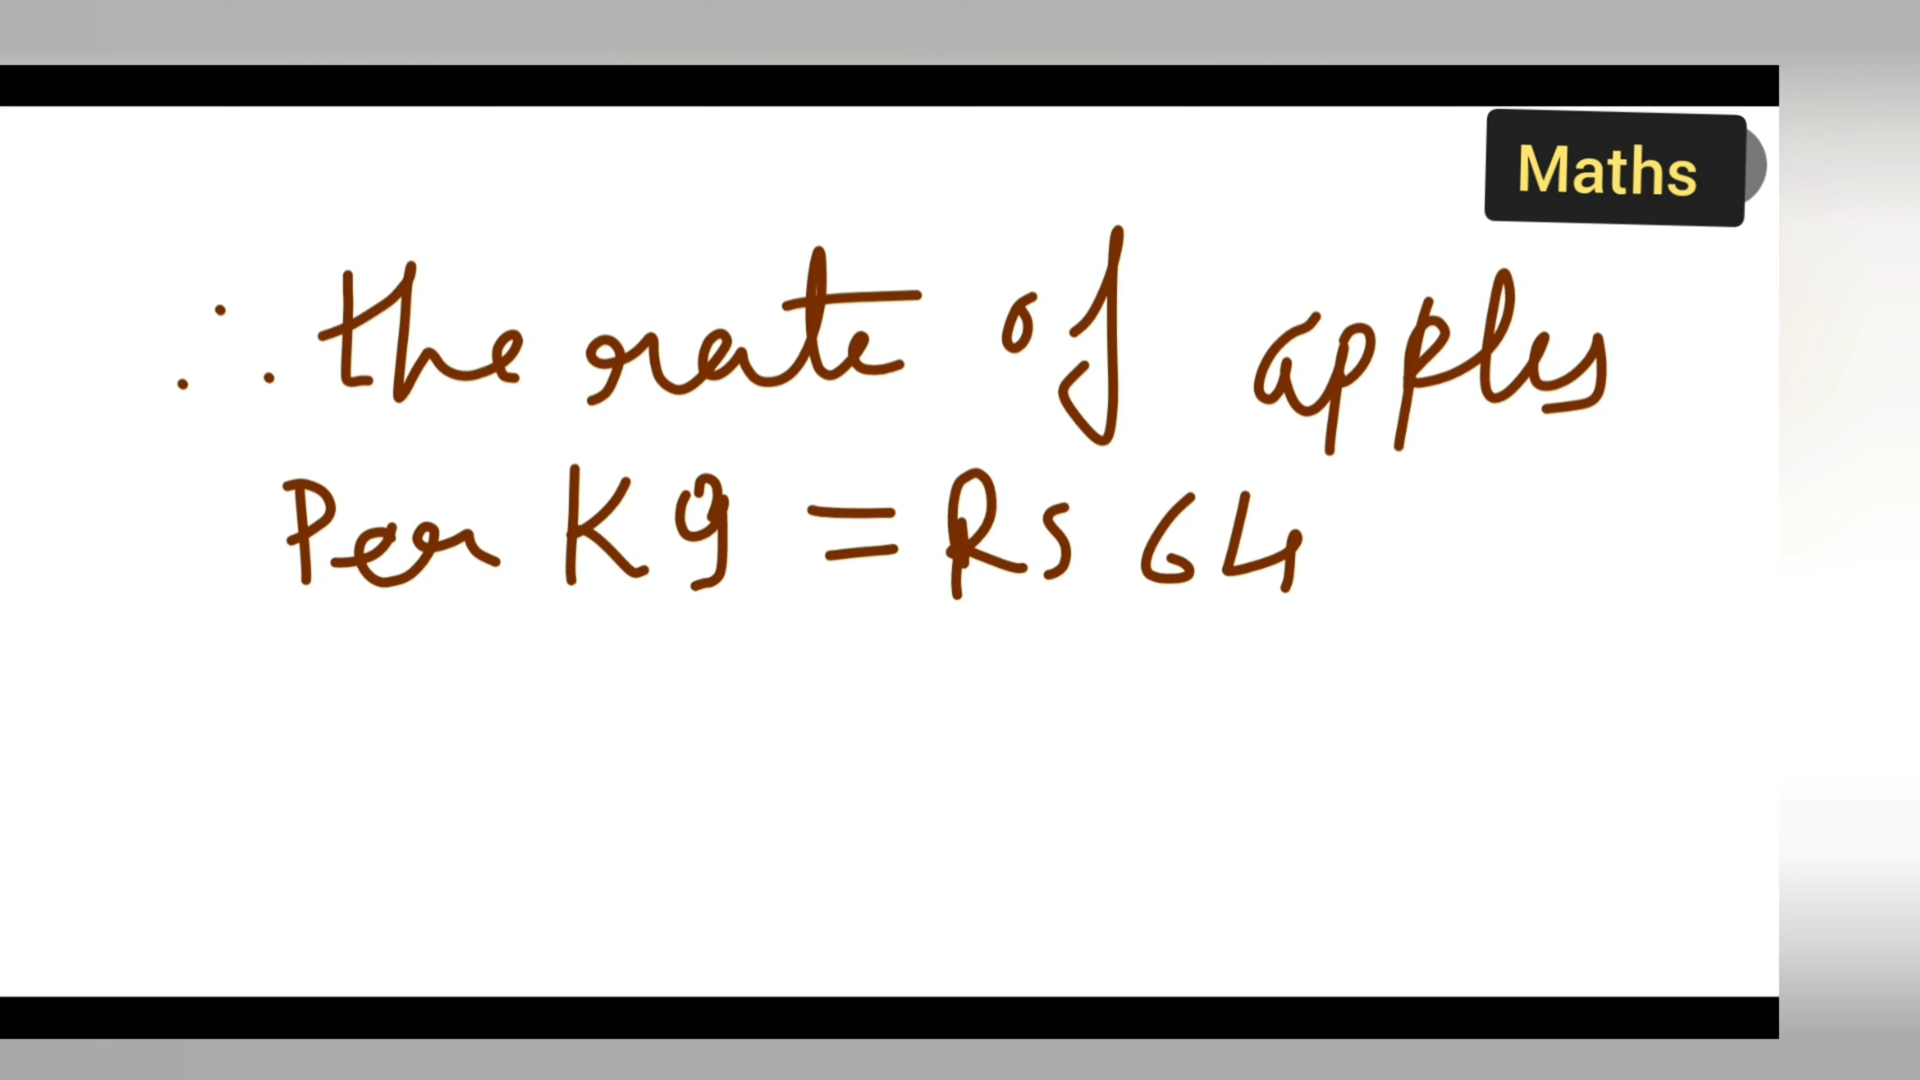 Maths
∴ the rate of apples
Per Kg = Rs 64